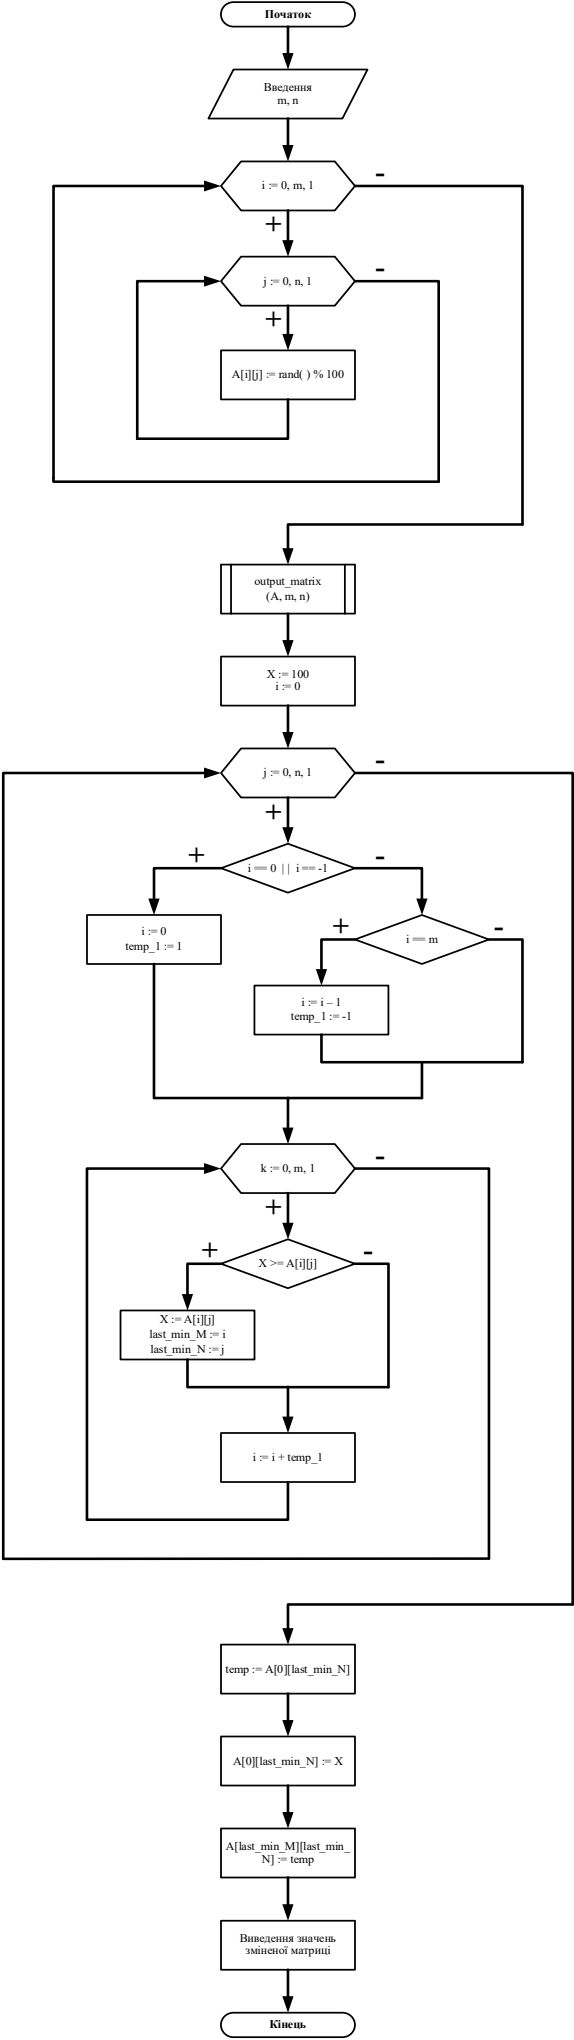 Початок
Введення
m, n
i := 0, m, 1
-
+
j := 0, n, 1
-
+
A[i][j] := rand( ) % 100
output_matrix
(A, m, n)
X := 100
i := 0
j := 0, n, 1
-
+
i == 0 || i == -1
+
-
i := 0
temp_1 := 1
i == m
+
-
i := i – 1
temp_1 := -1
k := 0, m, 1
-
+
X >= A[i][j]
+
-
X := A[i][j]
last_min_M := i
last_min_N := j
i := i + temp_1
temp := A[0][last_min_N]
A[0][last_min_N] := X
A[last_min_M][last_min_
N] := temp
Виведення значень
зміненої матриці
Кінець